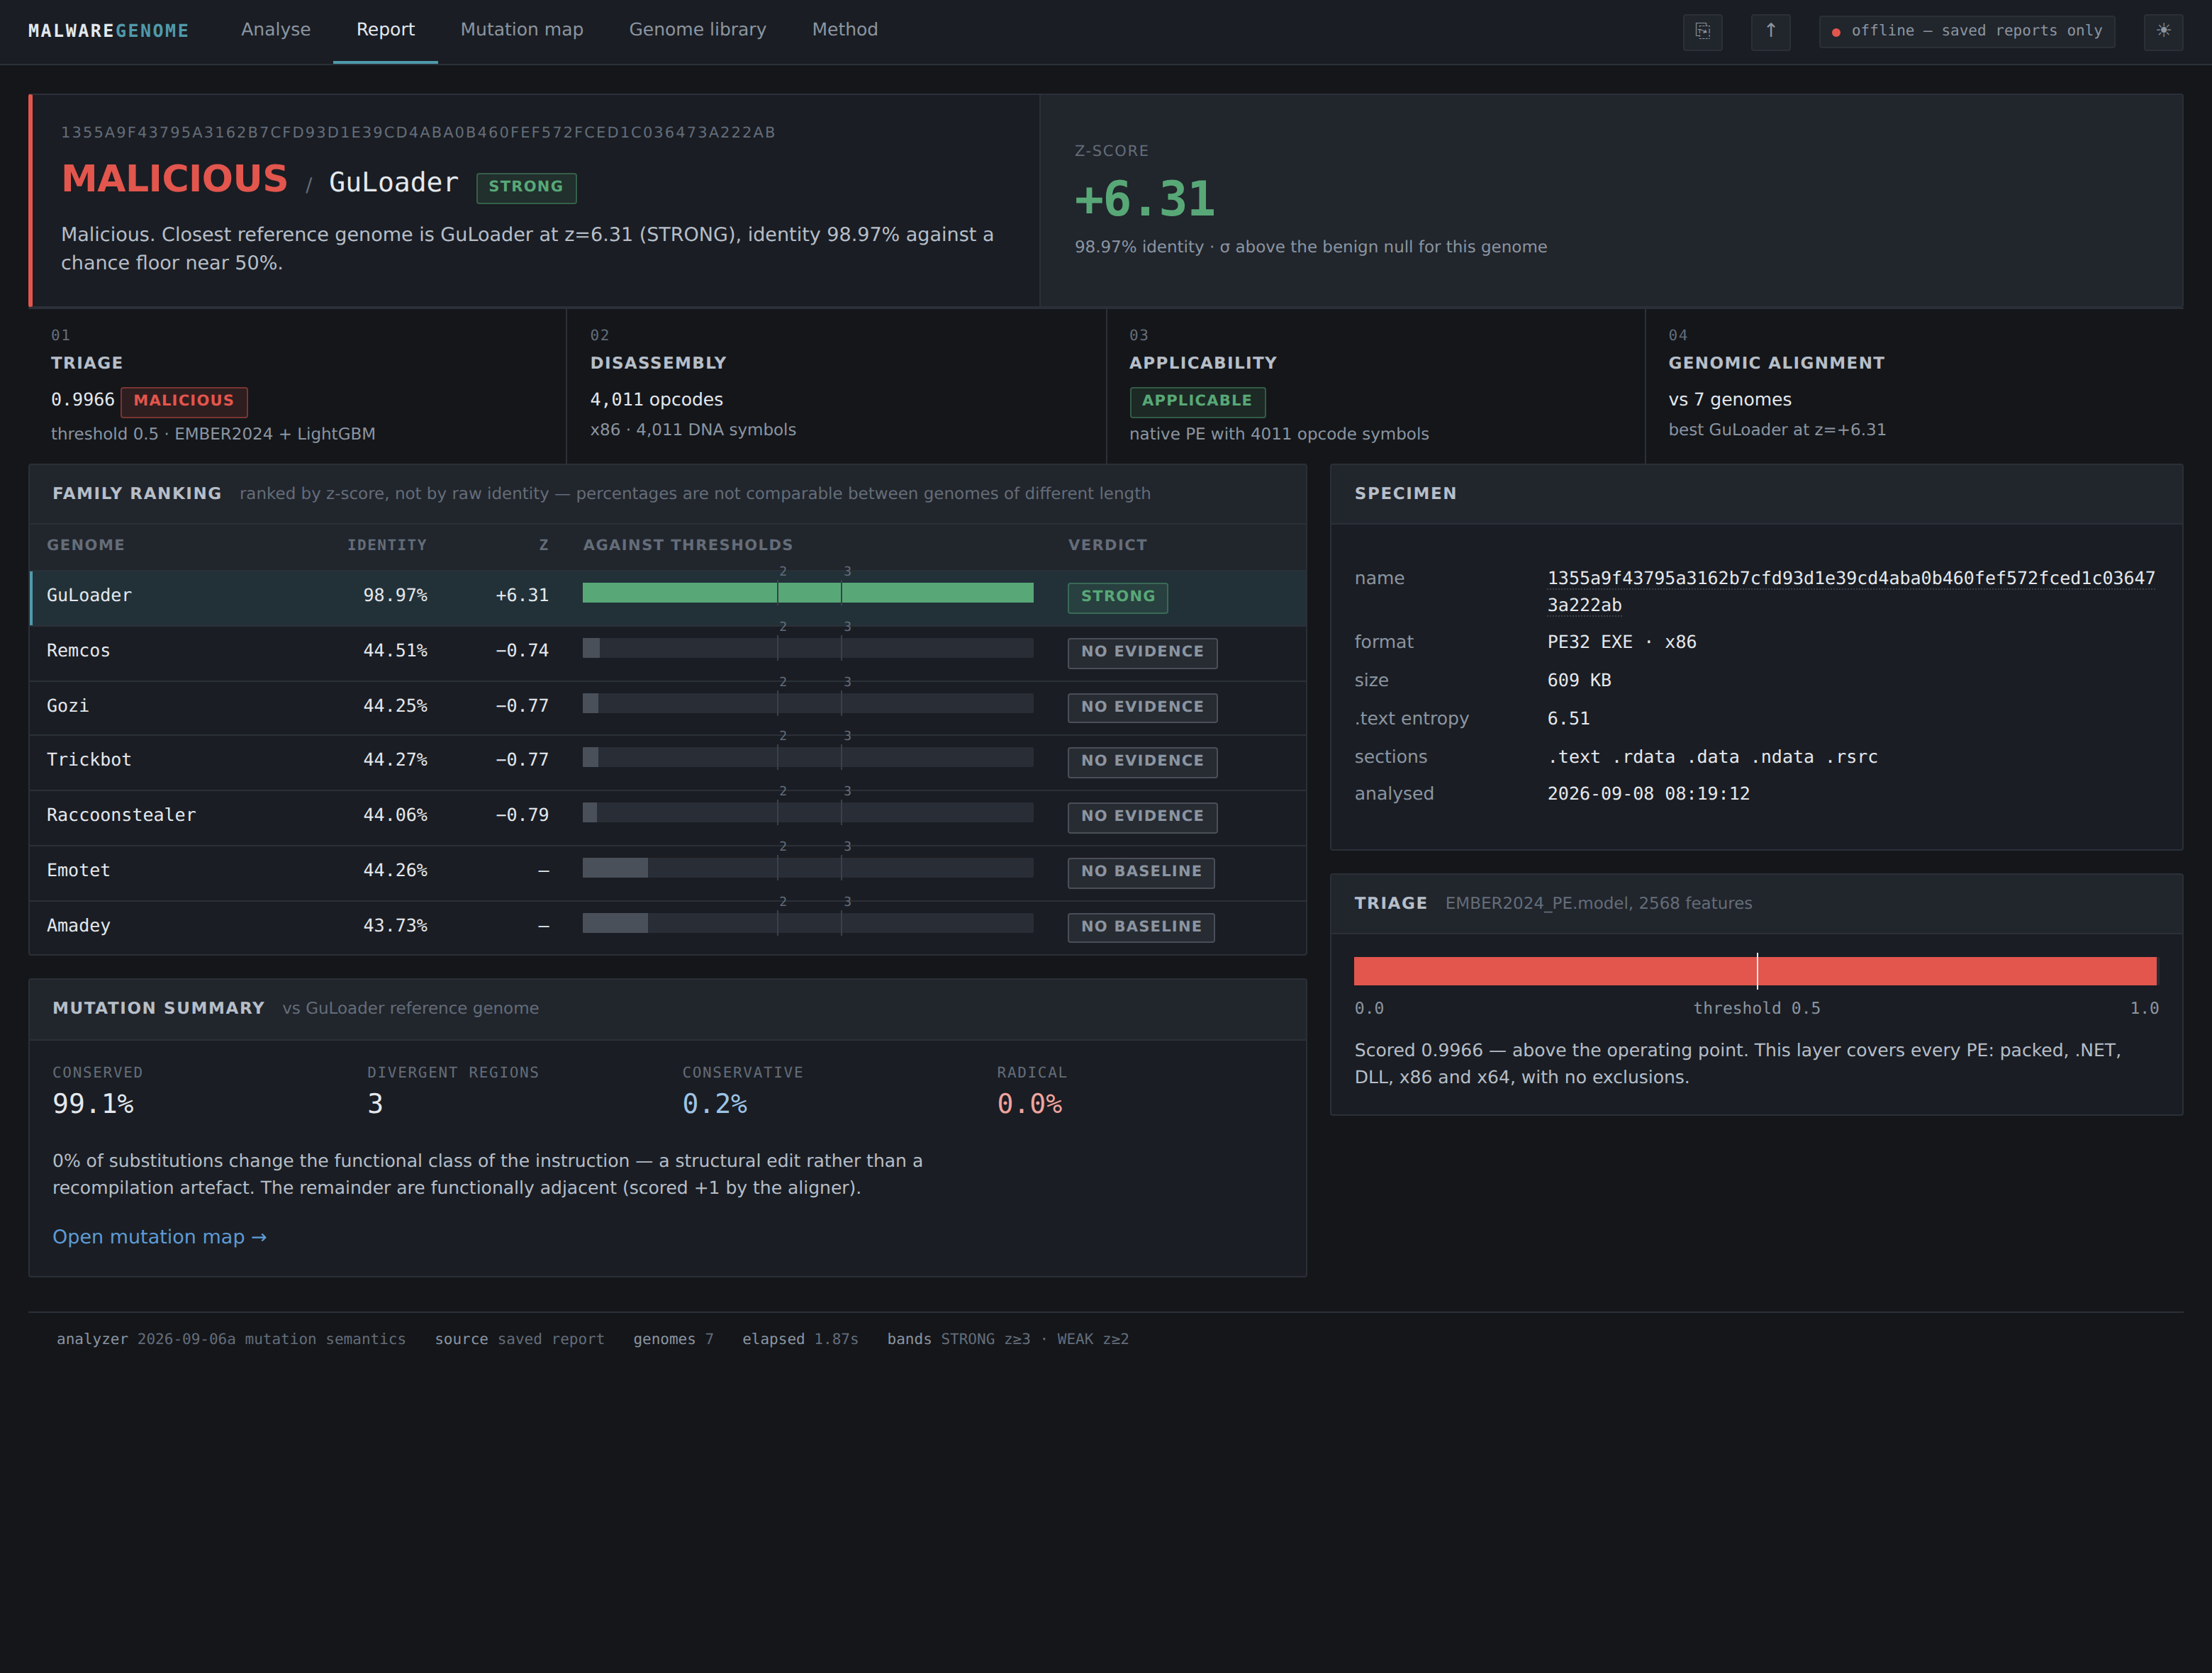 MALWAREGENOME Analyse Report Mutation map Genome library Method ↑ offline — saved reports only ☀
1355A9F43795A3162B7CFD93D1E39CD4ABA0B460FEF572FCED1C036473A222AB
MALICIOUS / GuLoader STRONG
Malicious. Closest reference genome is GuLoader at z=6.31 (STRONG), identity 98.97% against a
chance floor near 50%.
Z-SCORE
+6.31
98.97% identity · σ above the benign null for this genome
01
TRIAGE
0.9966 MALICIOUS
threshold 0.5 · EMBER2024 + LightGBM
02
DISASSEMBLY
4,011 opcodes
x86 · 4,011 DNA symbols
03
APPLICABILITY
APPLICABLE
native PE with 4011 opcode symbols
04
GENOMIC ALIGNMENT
vs 7 genomes
best GuLoader at z=+6.31
FAMILY RANKING ranked by z-score, not by raw identity — percentages are not comparable between genomes of different length
GENOME IDENTITY Z AGAINST THRESHOLDS VERDICT
2 3
GuLoader 98.97% +6.31 STRONG
2 3
Remcos 44.51% −0.74 NO EVIDENCE
2 3
Gozi 44.25% −0.77 NO EVIDENCE
2 3
Trickbot 44.27% −0.77 NO EVIDENCE
2 3
Raccoonstealer 44.06% −0.79 NO EVIDENCE
2 3
Emotet 44.26% — NO BASELINE
2 3
Amadey 43.73% — NO BASELINE
MUTATION SUMMARY vs GuLoader reference genome
CONSERVED DIVERGENT REGIONS CONSERVATIVE RADICAL
99.1% 3 0.2% 0.0%
0% of substitutions change the functional class of the instruction — a structural edit rather than a
recompilation artefact. The remainder are functionally adjacent (scored +1 by the aligner).
Open mutation map →
SPECIMEN
name 1355a9f43795a3162b7cfd93d1e39cd4aba0b460fef572fced1c03647
3a222ab
format PE32 EXE · x86
size 609 KB
.text entropy 6.51
sections .text .rdata .data .ndata .rsrc
analysed 2026-09-08 08:19:12
TRIAGE EMBER2024_PE.model, 2568 features
0.0 threshold 0.5 1.0
Scored 0.9966 — above the operating point. This layer covers every PE: packed, .NET,
DLL, x86 and x64, with no exclusions.
analyzer 2026-09-06a mutation semantics source saved report genomes 7 elapsed 1.87s bands STRONG z≥3 · WEAK z≥2